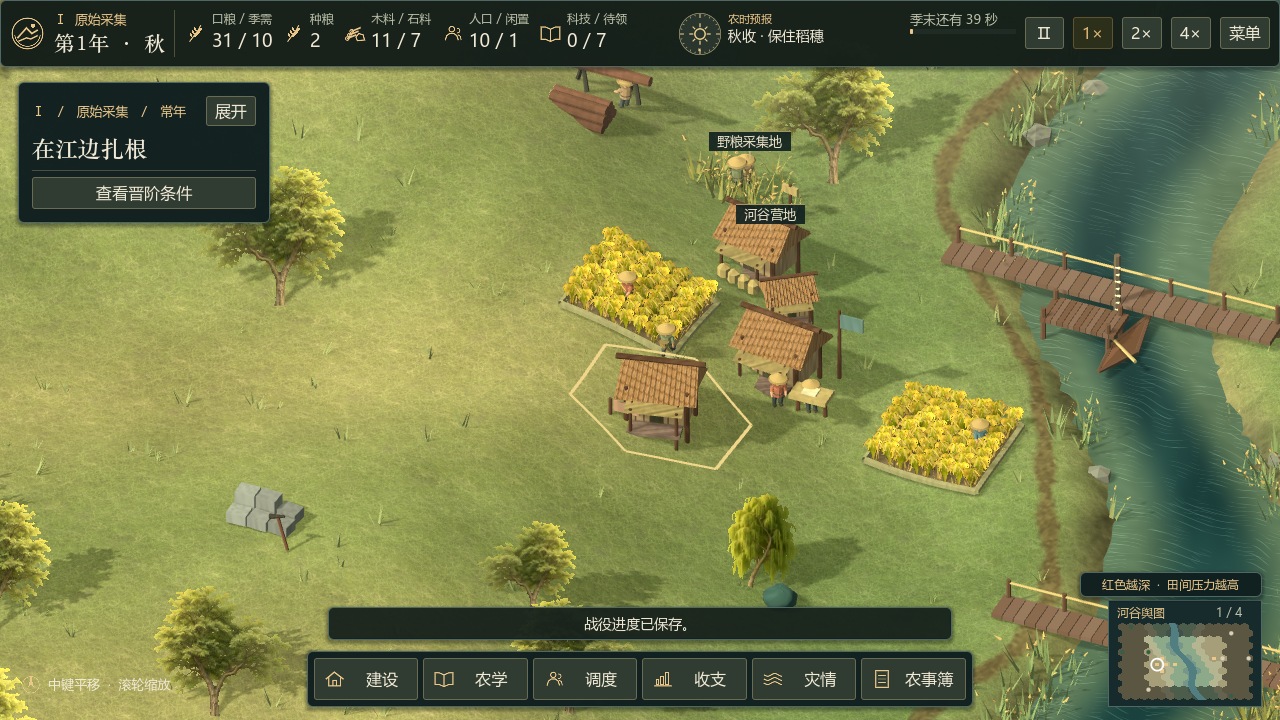 I 原始采集
第1年 · 秋
口粮 / 季需
31 / 10
种粮
2
木料 / 石料
11 / 7
人口 / 闲置
10 / 1
科技 / 待领
0 / 7
农时预报
秋收 · 保住稻穗
季末还有 39 秒
II
1×
2×
4×
菜单
I / 原始采集 / 常年
展开
在江边扎根
查看晋阶条件
野粮采集地
河谷营地
红色越深 · 田间压力越高
河谷舆图
1 / 4
战役进度已保存。
中键平移 · 滚轮缩放
建设
农学
调度
收支
灾情
农事簿